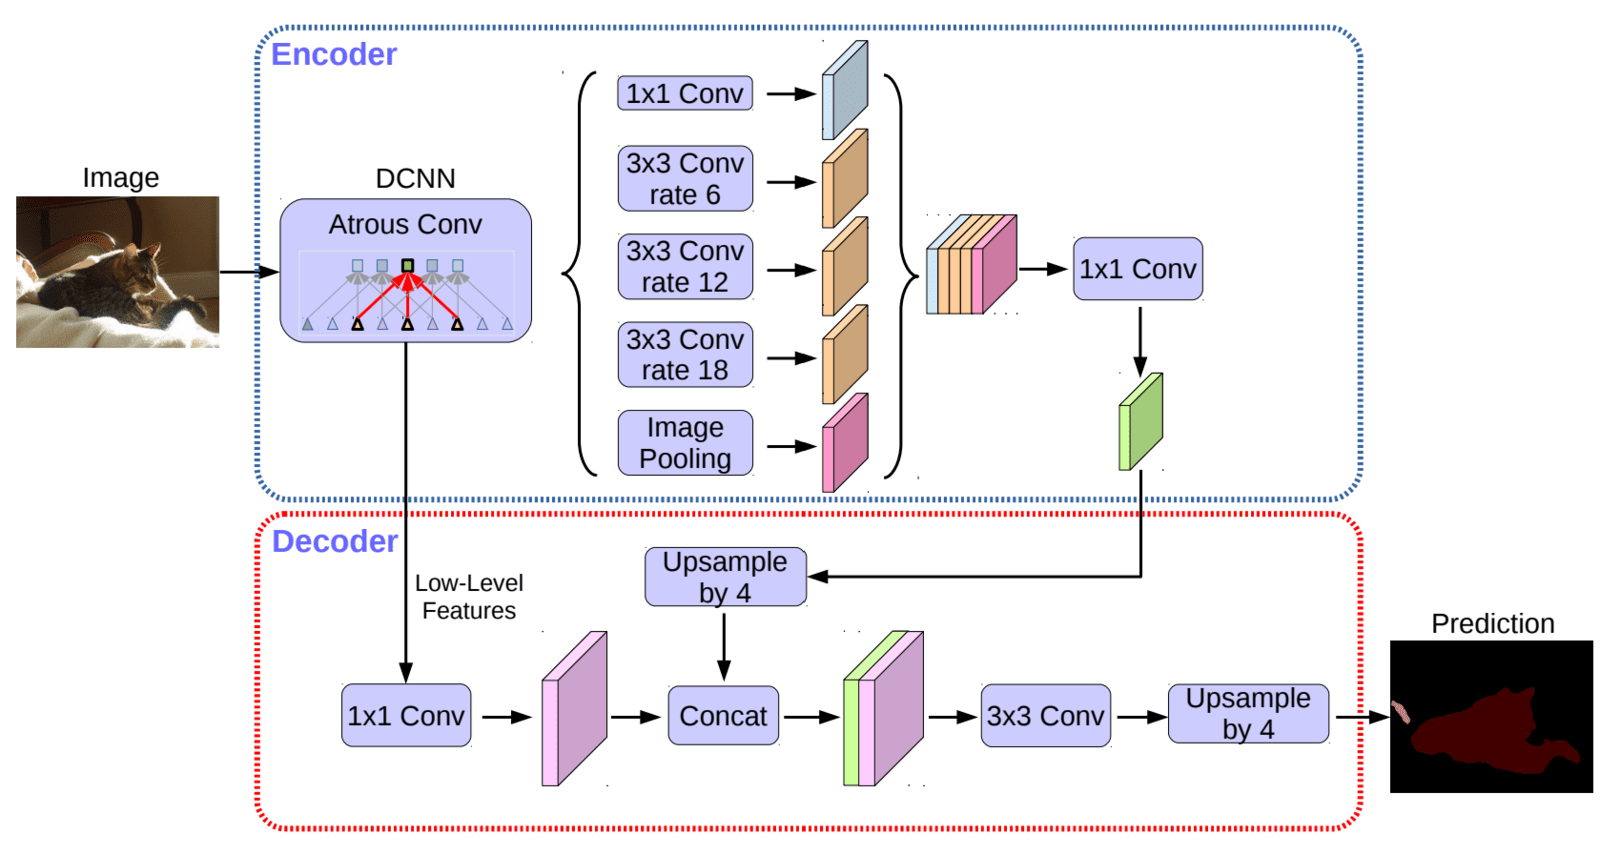 Encoder
Image
DCNN
Atrous Conv
1x1 Conv
3x3 Conv
rate 6
3x3 Conv
rate 12
3x3 Conv
rate 18
Image
Pooling
1x1 Conv
Decoder
Low-Level
Features
Upsample
by 4
1x1 Conv
Concat
3x3 Conv
Upsample
by 4
Prediction